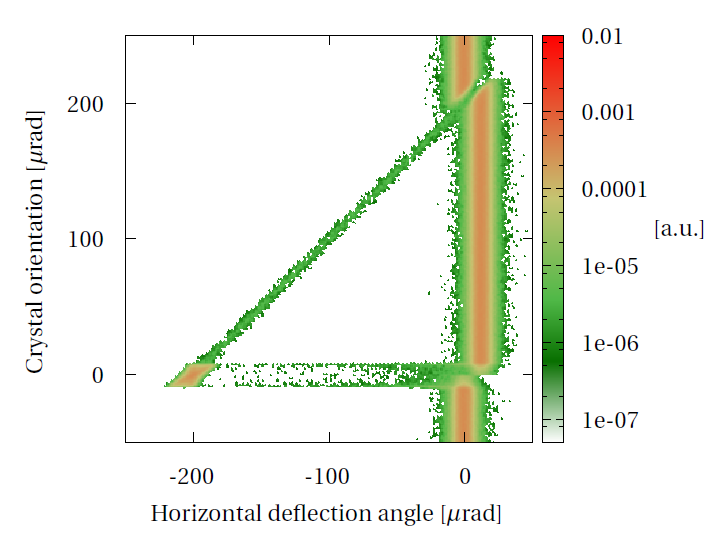 Crystal orientation [μrad]
200
100
0
-200 -100 0
Horizontal deflection angle [μrad]
0.01
0.001
0.0001
1e-05
1e-06
1e-07
[a.u.]